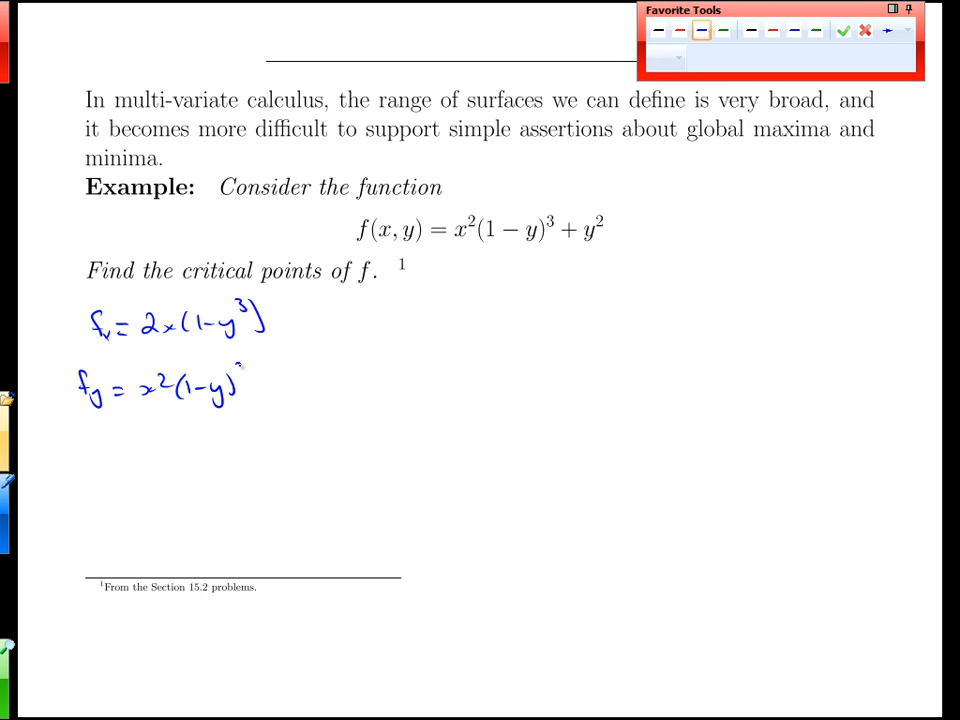 Favorite Tools
In multi-variate calculus, the range of surfaces we can define is very broad, and
it becomes more difficult to support simple assertions about global maxima and
minima.
Example: Consider the function
f(x, y) = x²(1 − y)³ + y²
Find the critical points of f. ¹
fₓ = 2x(1-y³)
f_y = x²(1-y)
¹From the Section 15.2 problems.